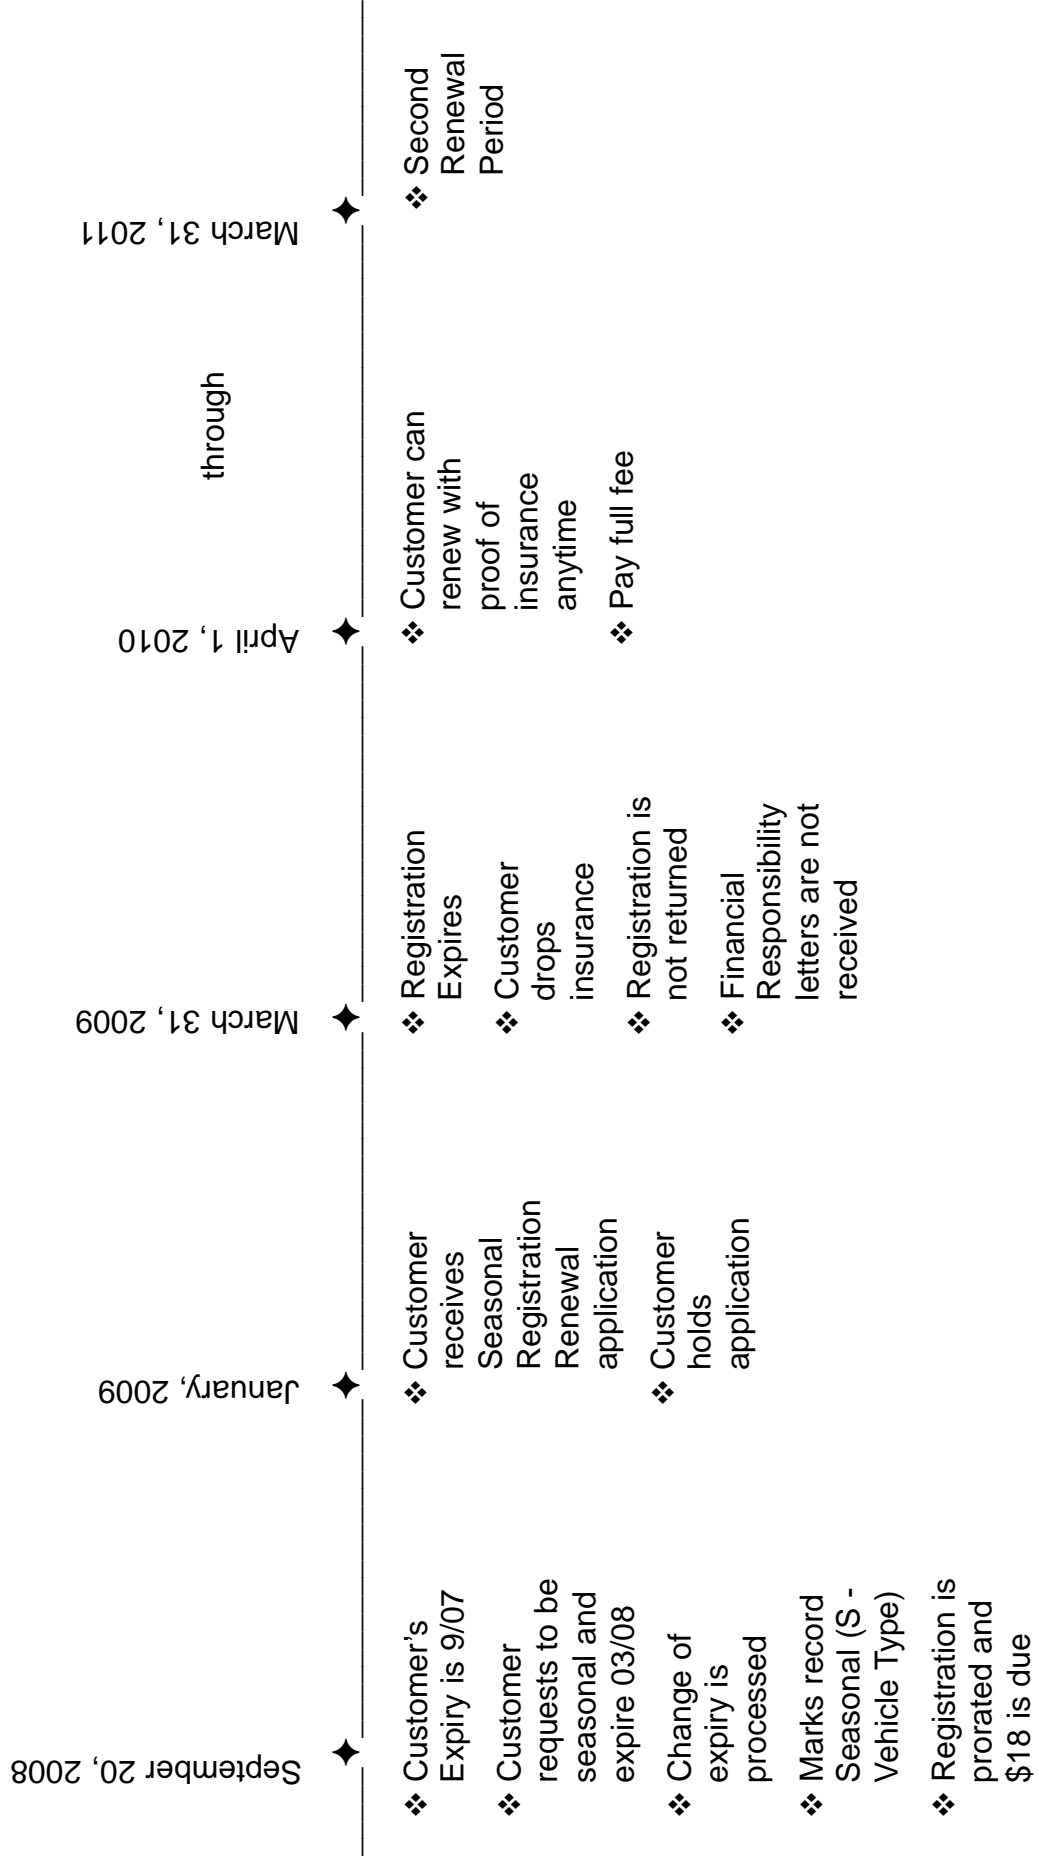 September 20, 2008
❖ Customer's
Expiry is 9/07
❖ Customer
requests to be
seasonal and
expire 03/08
❖ Change of
expiry is
processed
❖ Marks record
Seasonal (S -
Vehicle Type)
❖ Registration is
prorated and
$18 is due
January, 2009
❖ Customer
receives
Seasonal
Registration
Renewal
application
❖ Customer
holds
application
March 31, 2009
❖ Registration
Expires
❖ Customer
drops
insurance
❖ Registration is
not returned
❖ Financial
Responsibility
letters are not
received
April 1, 2010
❖ Customer can
renew with
proof of
insurance
anytime
❖ Pay full fee
through
March 31, 2011
❖ Second
Renewal
Period